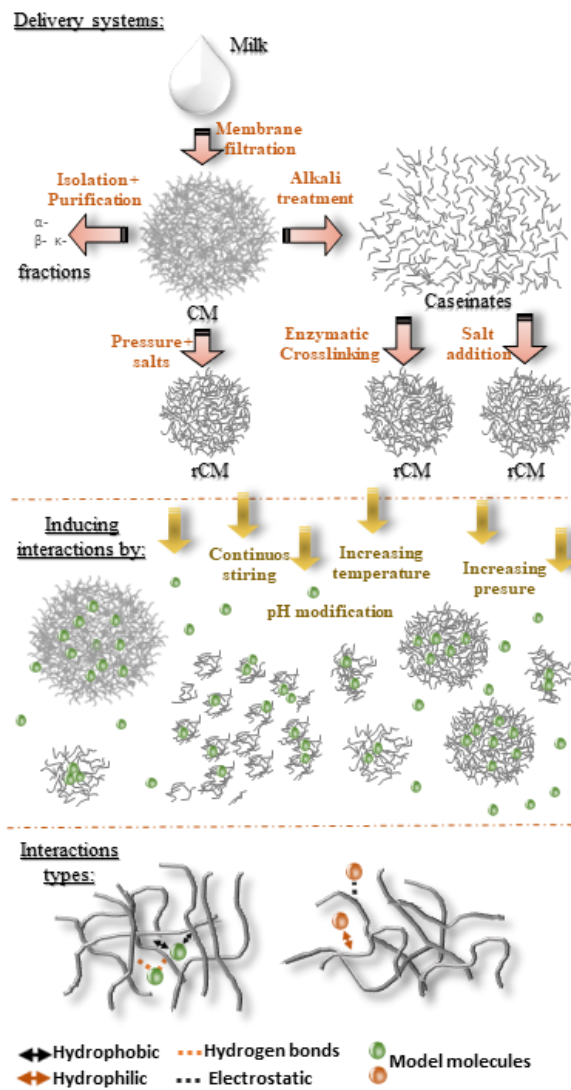 Delivery systems:
Milk
Membrane
filtration
Isolation+
Purification
Alkali
treatment
α-
β- κ-
fractions
CM
Caseinates
Pressure+
salts
Enzymatic
Crosslinking
Salt
addition
rCM
rCM
rCM
Inducing
interactions by:
Continuos
stiring
Increasing
temperature
Increasing
presure
pH modification
Interactions
types:
Hydrophobic
Hydrogen bonds
Model molecules
Hydrophilic
Electrostatic